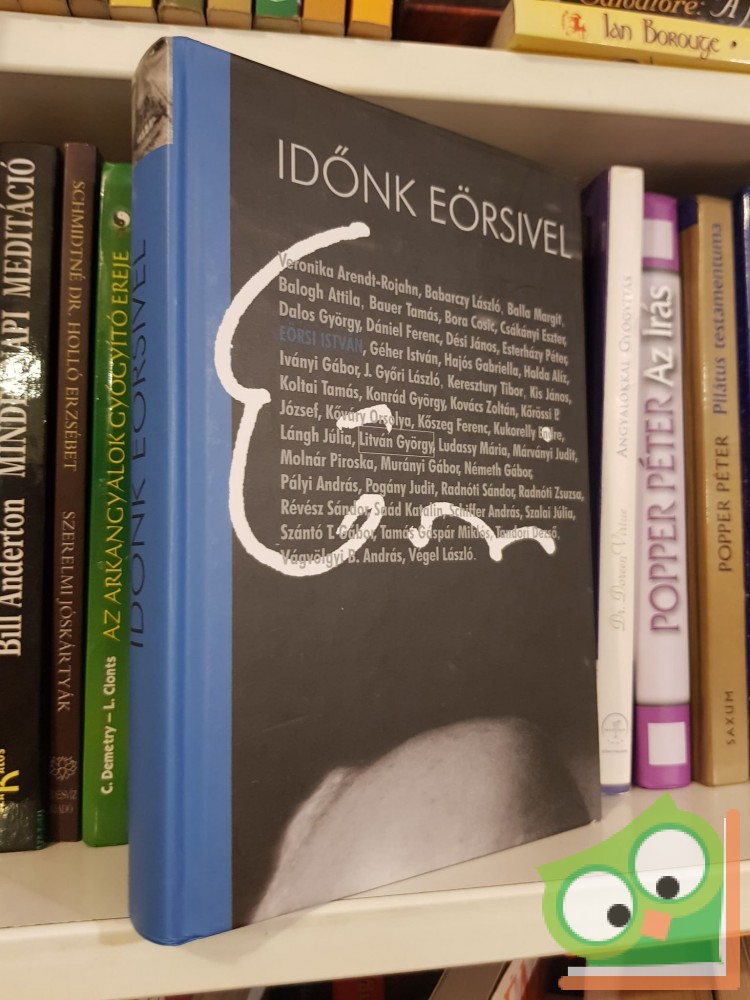 Salvatore: A
Ian Borouge
IDŐNK EÖRSIVEL
Veronika Arendt-Rojahn, Babarczy László, Balla Margit,
Balogh Attila, Bauer Tamás, Bora Cosic, Csákányi Eszter,
Dalos György, Dániel Ferenc, Dési János, Esterházy Péter,
EÖRSI ISTVÁN, Géher István, Hajós Gabriella, Halda Aliz,
Iványi Gábor, J. Győri László, Keresztury Tibor, Kis János,
Koltai Tamás, Konrád György, Kovács Zoltán, Kőrössi P.
József, Kőváry Orsolya, Kőszeg Ferenc, Kukorelly Endre,
Lángh Júlia, Litván György, Ludassy Mária, Márványi Judit,
Molnár Piroska, Murányi Gábor, Németh Gábor,
Pályi András, Pogány Judit, Radnóti Sándor, Radnóti Zsuzsa,
Révész Sándor, Saád Katalin, Schiffer András, Szalai Júlia,
Szántó T. Gábor, Tamás Gáspár Miklós, Tandori Dezső,
Vágvölgyi B. András, Végel László.
IDŐNK EÖRSIVEL
Bill Anderton
MEDITÁCIÓ
SCHMIDTNÉ DR. HOLLÓ ERZSÉBET
SZERELMI JÓSKÁRTYÁK
C. Demetry – L. Clonts AZ ARKANGYALOK GYÓGYÍTÓ EREJE
Dr. Doreen Virtue ANGYALOKKAL GYÓGYÍTÁS
POPPER PÉTER Az Írás
POPPER PÉTER Pilátus testamentuma
SAXUM